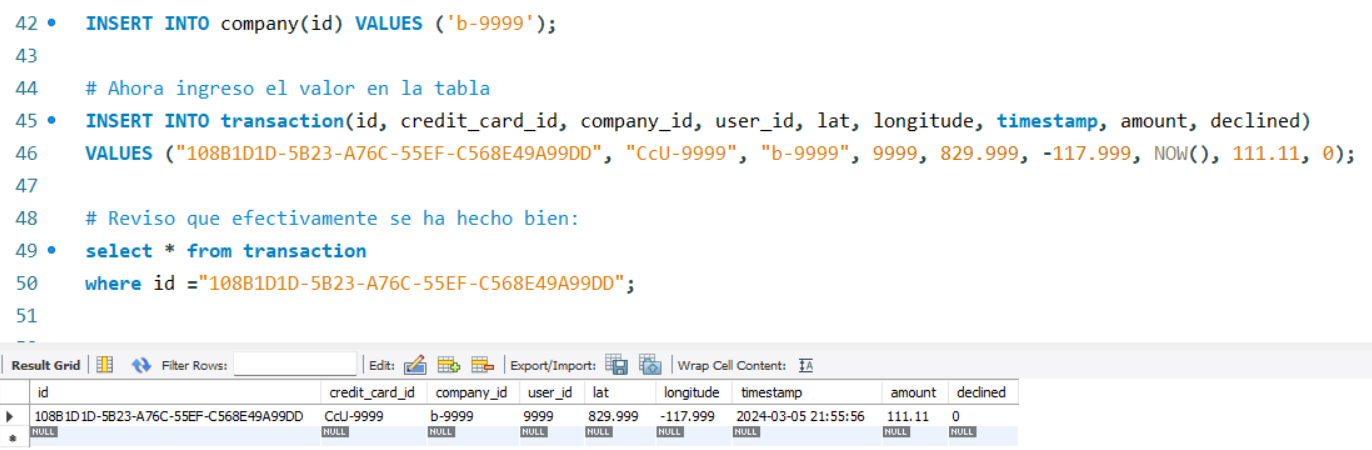 42 INSERT INTO company(id) VALUES ('b-9999');
43
44 # Ahora ingreso el valor en la tabla
45 INSERT INTO transaction(id, credit_card_id, company_id, user_id, lat, longitude, timestamp, amount, declined)
46 VALUES ("108B1D1D-5B23-A76C-55EF-C568E49A99DD", "CcU-9999", "b-9999", 9999, 829.999, -117.999, NOW(), 111.11, 0);
47
48 # Reviso que efectivamente se ha hecho bien:
49 select * from transaction
50 where id ="108B1D1D-5B23-A76C-55EF-C568E49A99DD";
51
Result Grid Filter Rows: Edit: Export/Import: Wrap Cell Content: IA
id credit_card_id company_id user_id lat longitude timestamp amount declined
108B1D1D-5B23-A76C-55EF-C568E49A99DD CcU-9999 b-9999 9999 829.999 -117.999 2024-03-05 21:55:56 111.11 0
NULL NULL NULL NULL NULL NULL NULL NULL NULL